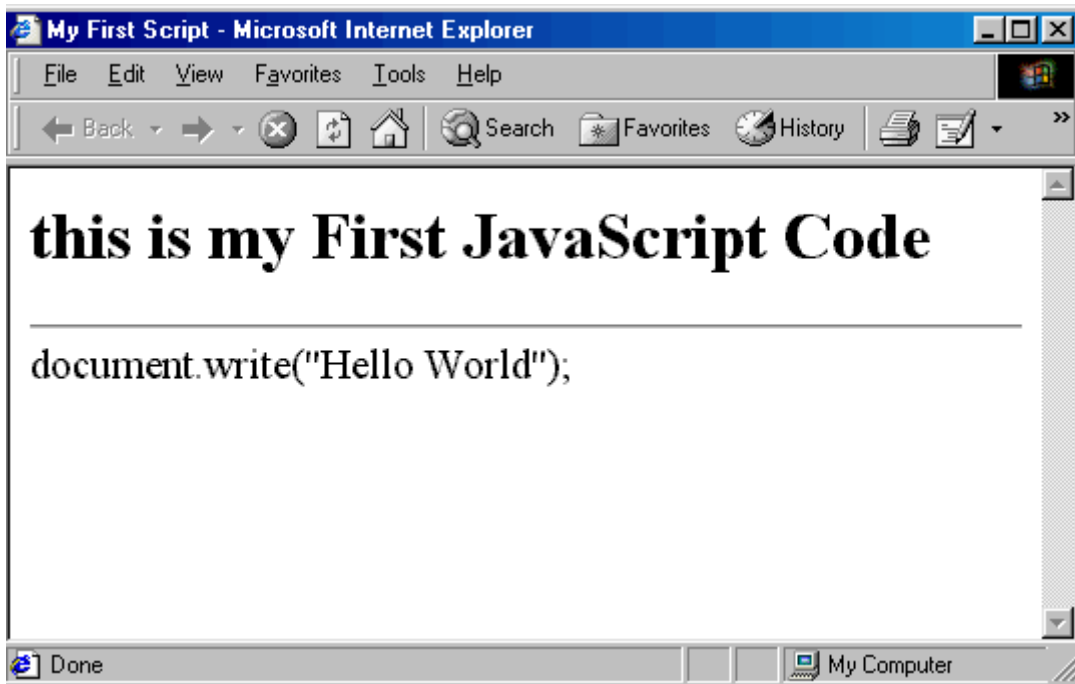 My First Script - Microsoft Internet Explorer
File Edit View Favorites Tools Help
Back Search Favorites History »
this is my First JavaScript Code
document.write("Hello World");
Done My Computer